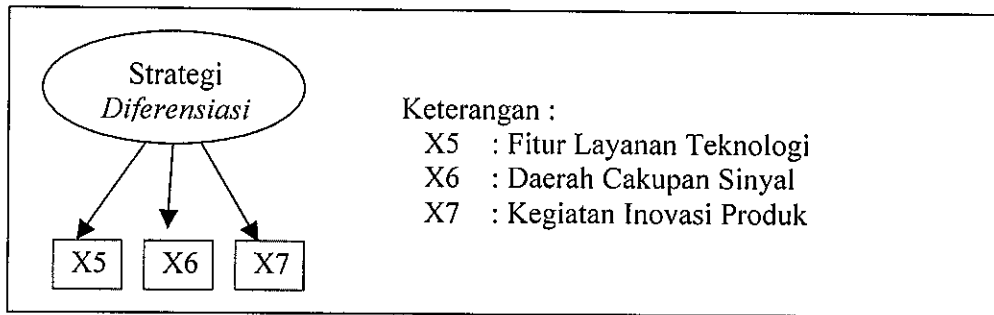 Strategi
Diferensiasi
Keterangan :
X5 : Fitur Layanan Teknologi
X6 : Daerah Cakupan Sinyal
X7 : Kegiatan Inovasi Produk
X5 X6 X7